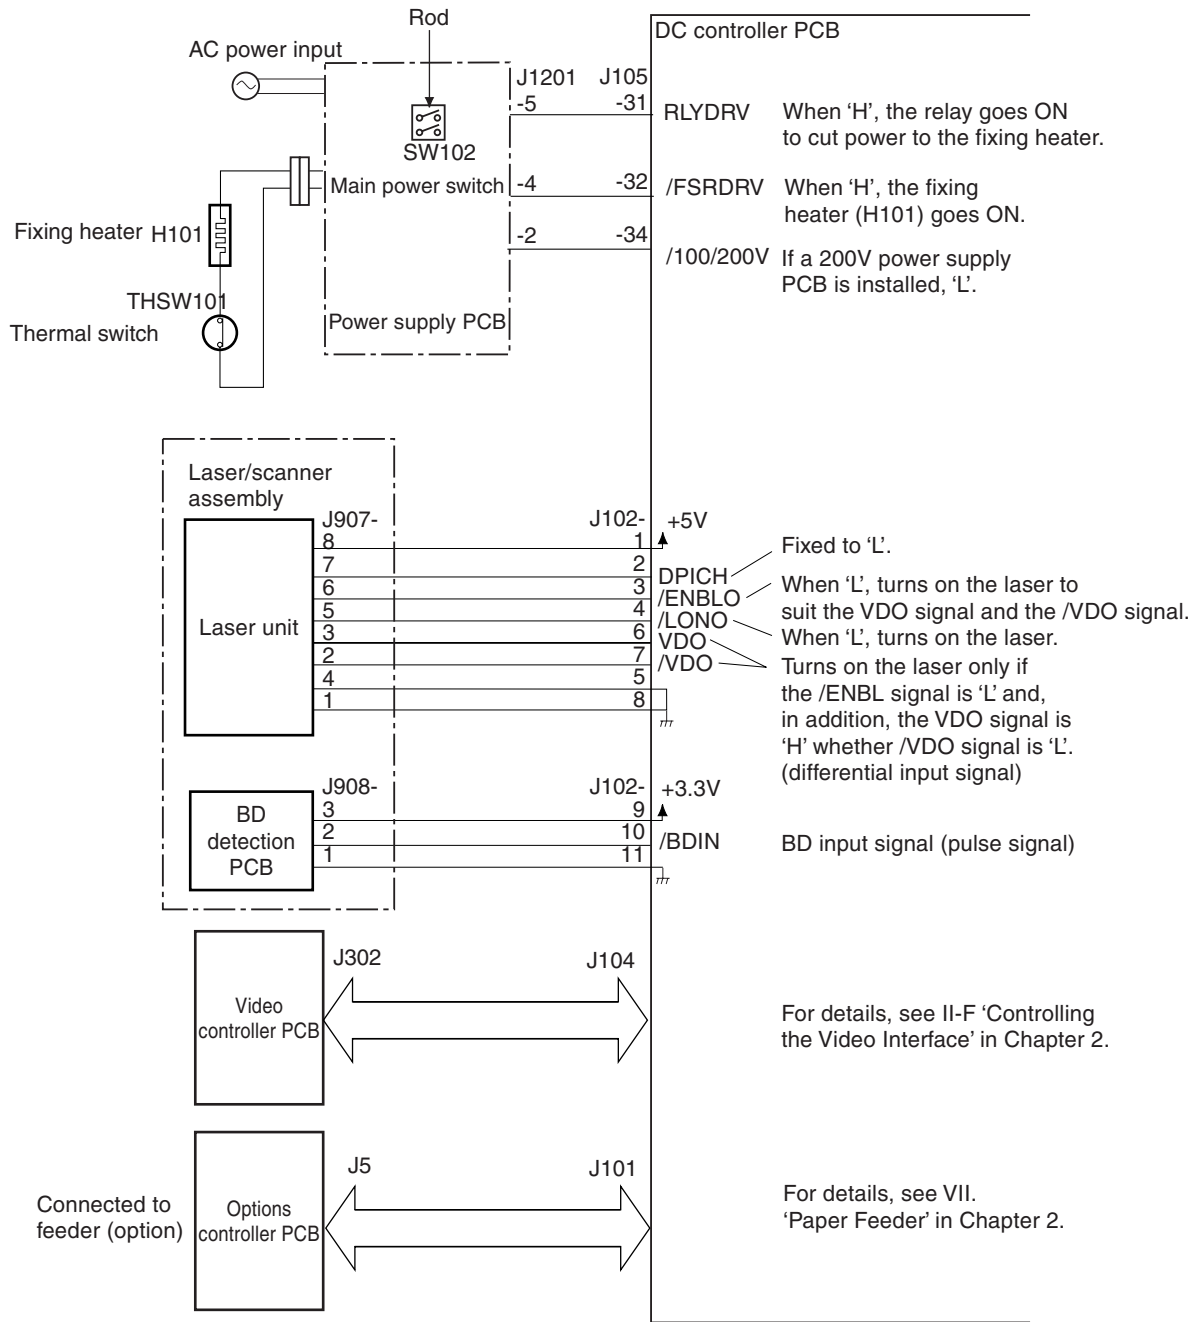 Rod
DC controller PCB
AC power input
J1201 J105
-5 -31 RLYDRV When ‘H’, the relay goes ON
to cut power to the fixing heater.
SW102
Main power switch -4 -32 /FSRDRV When ‘H’, the fixing
heater (H101) goes ON.
Fixing heater H101
-2 -34 /100/200V If a 200V power supply
PCB is installed, ‘L’.
THSW101
Thermal switch
Power supply PCB
Laser/scanner
assembly
Laser unit
J907- J102-
8 1 +5V
7 2 DPICH Fixed to ‘L’.
6 3 /ENBLO When ‘L’, turns on the laser to
suit the VDO signal and the /VDO signal.
5 4 /LONO When ‘L’, turns on the laser.
3 6 VDO
2 7 /VDO Turns on the laser only if
the /ENBL signal is ‘L’ and,
in addition, the VDO signal is
‘H’ whether /VDO signal is ‘L’.
(differential input signal)
4 5
1 8
J908- J102-
BD
detection
PCB
3 9 +3.3V
2 10 /BDIN BD input signal (pulse signal)
1 11
J302 J104
Video
controller PCB
For details, see II-F ‘Controlling
the Video Interface’ in Chapter 2.
J5 J101
Connected to
feeder (option)
Options
controller PCB
For details, see VII.
‘Paper Feeder’ in Chapter 2.